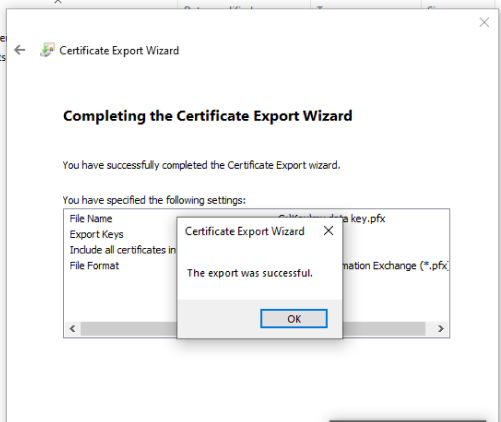 Certificate Export Wizard
Completing the Certificate Export Wizard
You have successfully completed the Certificate Export wizard.
You have specified the following settings:
File Name key.pfx
Export Keys
Include all certificates in
File Format mation Exchange (*.pfx)
Certificate Export Wizard
The export was successful.
OK